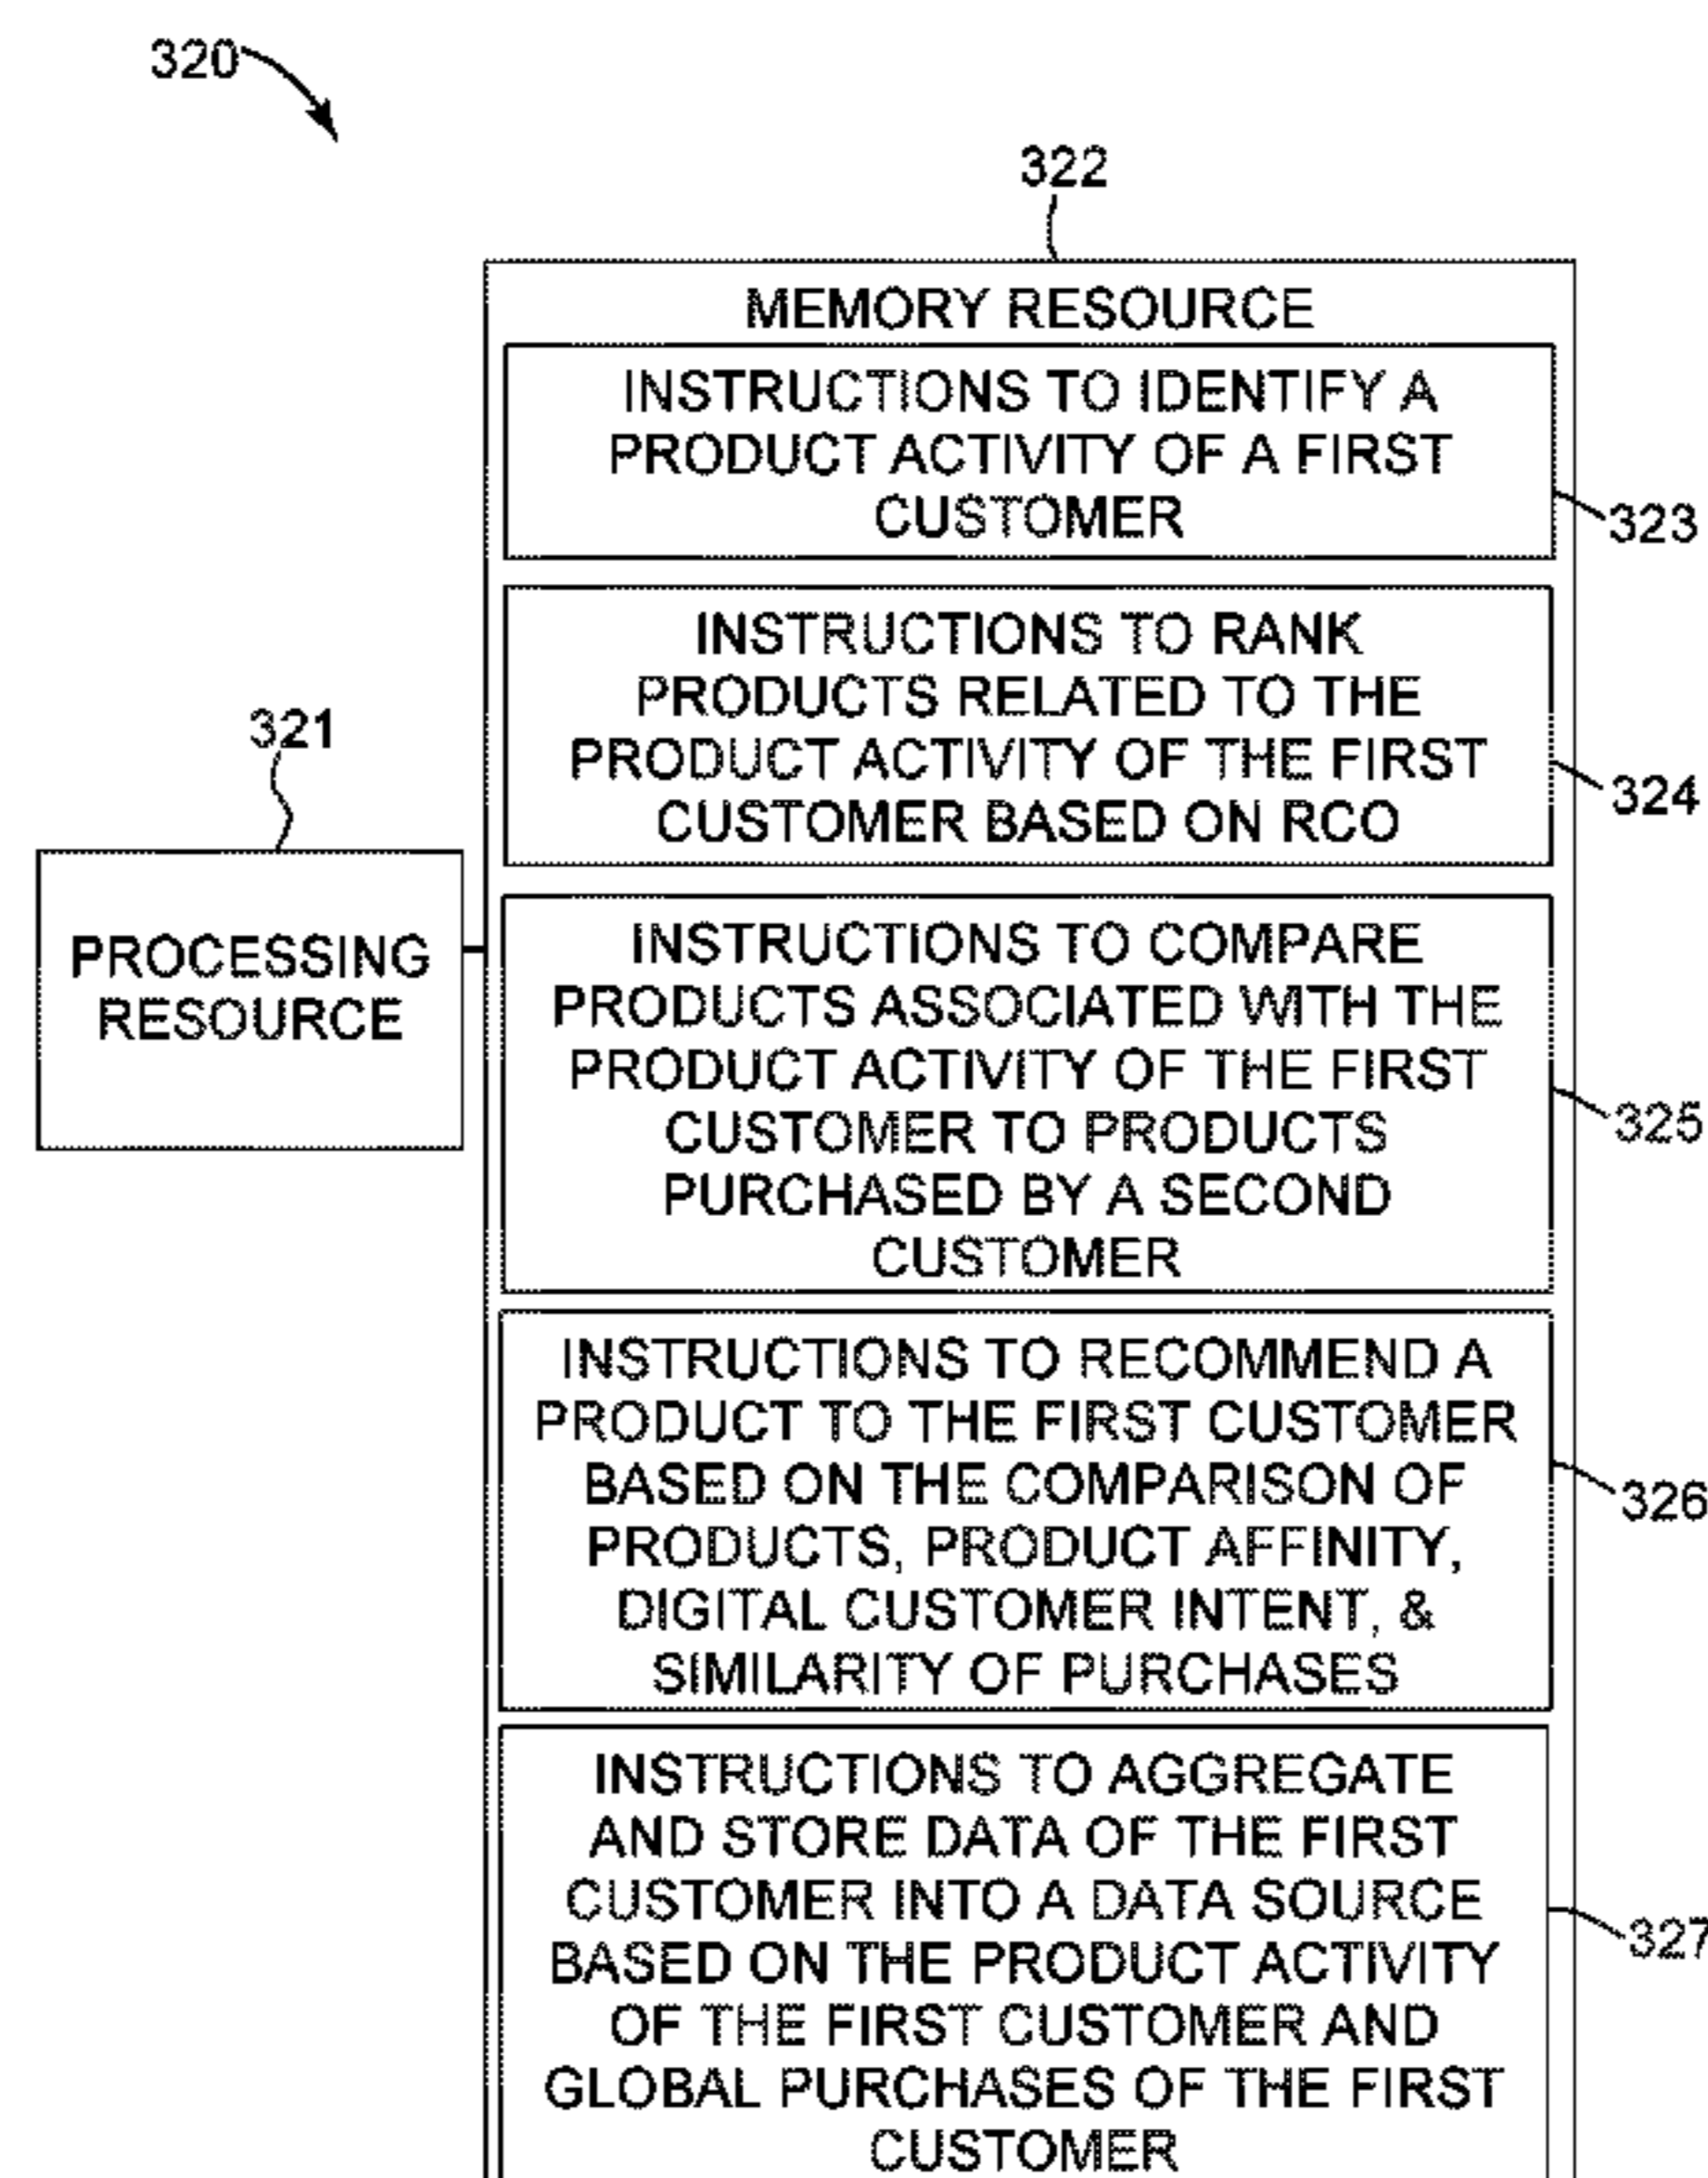 320
322
MEMORY RESOURCE
INSTRUCTIONS TO IDENTIFY A
PRODUCT ACTIVITY OF A FIRST
CUSTOMER
323
INSTRUCTIONS TO RANK
PRODUCTS RELATED TO THE
PRODUCT ACTIVITY OF THE FIRST
CUSTOMER BASED ON RCO
324
321
PROCESSING
RESOURCE
INSTRUCTIONS TO COMPARE
PRODUCTS ASSOCIATED WITH THE
PRODUCT ACTIVITY OF THE FIRST
CUSTOMER TO PRODUCTS
PURCHASED BY A SECOND
CUSTOMER
325
INSTRUCTIONS TO RECOMMEND A
PRODUCT TO THE FIRST CUSTOMER
BASED ON THE COMPARISON OF
PRODUCTS, PRODUCT AFFINITY,
DIGITAL CUSTOMER INTENT, &
SIMILARITY OF PURCHASES
326
INSTRUCTIONS TO AGGREGATE
AND STORE DATA OF THE FIRST
CUSTOMER INTO A DATA SOURCE
BASED ON THE PRODUCT ACTIVITY
OF THE FIRST CUSTOMER AND
GLOBAL PURCHASES OF THE FIRST
CUSTOMER
327